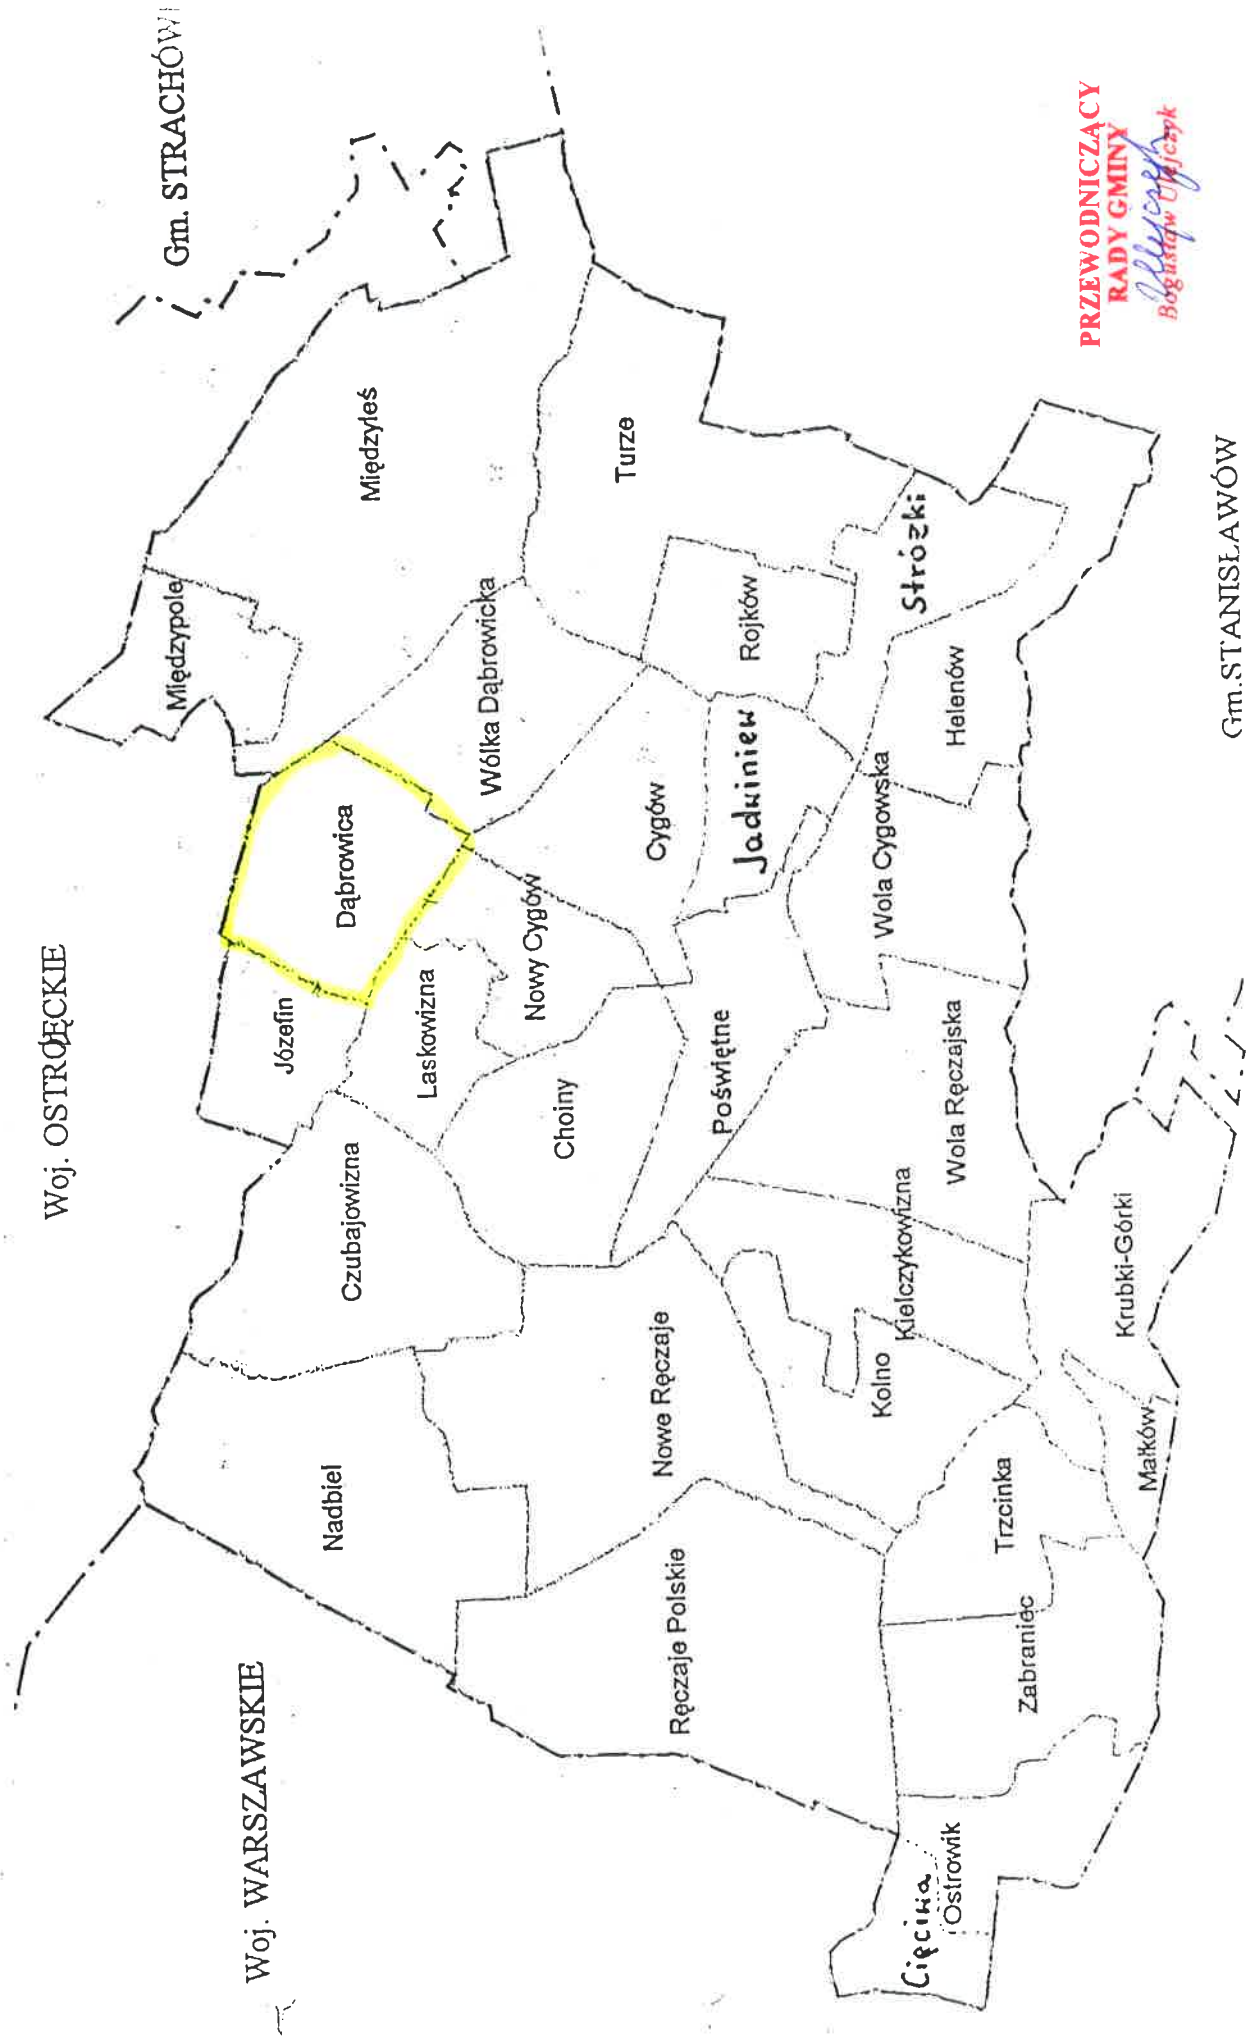 Woj. OSTROŁĘCKIE
Woj. WARSZAWSKIE
Gm. STRACHÓW
Międzypole
Międzyleś
Dąbrowica
Józefin
Czubajowizna
Nadbiel
Laskowizna
Wólka Dąbrowicka
Nowy Cygów
Choiny
Turze
Cygów
Rojków
Jadwiniew
Poświętne
Nowe Ręczaje
Ręczaje Polskie
Stróżki
Helenów
Wola Cygowska
Wola Ręczajska
Kielczykowizna
Kolno
Trzcinka
Zabraniec
Cięciwa
Ostrowik
Krubki-Górki
Małków
Gm.STANISŁAWÓW
PRZEWODNICZĄCY
RADY GMINY
Bogusław